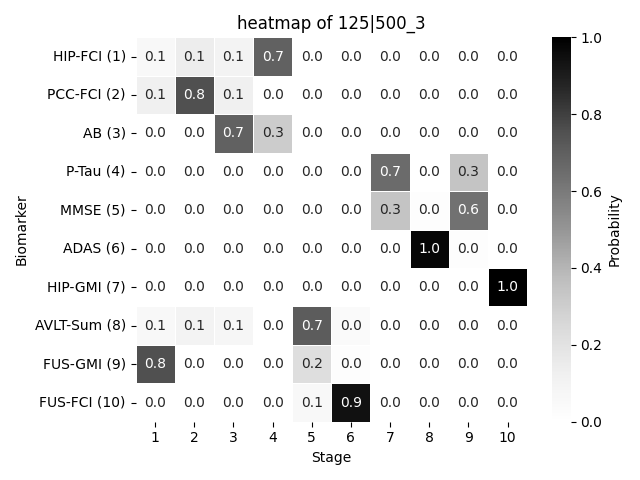 heatmap of 125|500_3
HIP-FCI (1) 0.1 0.1 0.1 0.7 0.0 0.0 0.0 0.0 0.0 0.0
PCC-FCI (2) 0.1 0.8 0.1 0.0 0.0 0.0 0.0 0.0 0.0 0.0
AB (3) 0.0 0.0 0.7 0.3 0.0 0.0 0.0 0.0 0.0 0.0
P-Tau (4) 0.0 0.0 0.0 0.0 0.0 0.0 0.7 0.0 0.3 0.0
MMSE (5) 0.0 0.0 0.0 0.0 0.0 0.0 0.3 0.0 0.6 0.0
ADAS (6) 0.0 0.0 0.0 0.0 0.0 0.0 0.0 1.0 0.0 0.0
HIP-GMI (7) 0.0 0.0 0.0 0.0 0.0 0.0 0.0 0.0 0.0 1.0
AVLT-Sum (8) 0.1 0.1 0.1 0.0 0.7 0.0 0.0 0.0 0.0 0.0
FUS-GMI (9) 0.8 0.0 0.0 0.0 0.2 0.0 0.0 0.0 0.0 0.0
FUS-FCI (10) 0.0 0.0 0.0 0.0 0.1 0.9 0.0 0.0 0.0 0.0
1 2 3 4 5 6 7 8 9 10
Stage
Biomarker
1.0
0.8
0.6
0.4
0.2
0.0
Probability